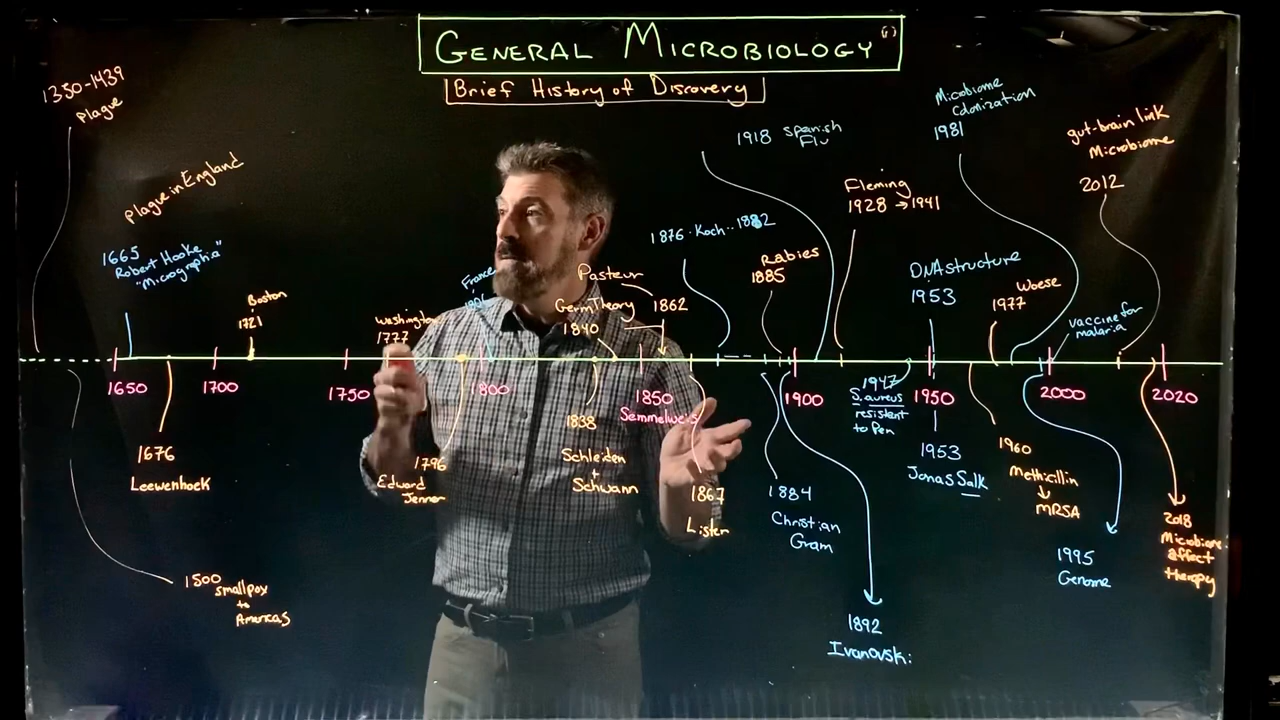 GENERAL MICROBIOLOGY (1)
Brief History of Discovery
1350-1439
plague
plague in England
1665
Robert Hooke
"Micrographia"
Boston
1721
Washington
1777
France
Pasteur
Germ Theory
1862
1840
1876 Koch.. 1882
1918 Spanish
Flu
Rabies
1885
Fleming
1928 → 1941
Microbiome
Colonization
1981
DNA structure
1953
Woese
1977
gut-brain link
Microbiome
2012
vaccine for
malaria
1650
1700
1750
1800
1850
1900
1950
2000
2020
1676
Leewenhoek
1500
smallpox
to
Americas
1796
Edward
Jenner
1838
Schleiden
+
Schwann
Semmelweis
1867
Lister
1884
Christian
Gram
1892
Ivanovski
1947
S. aureus
resistent
to Pen
1953
Jonas Salk
1960
Methicillin
↓
MRSA
1995
Genome
2018
Microbiome
affect
therapy